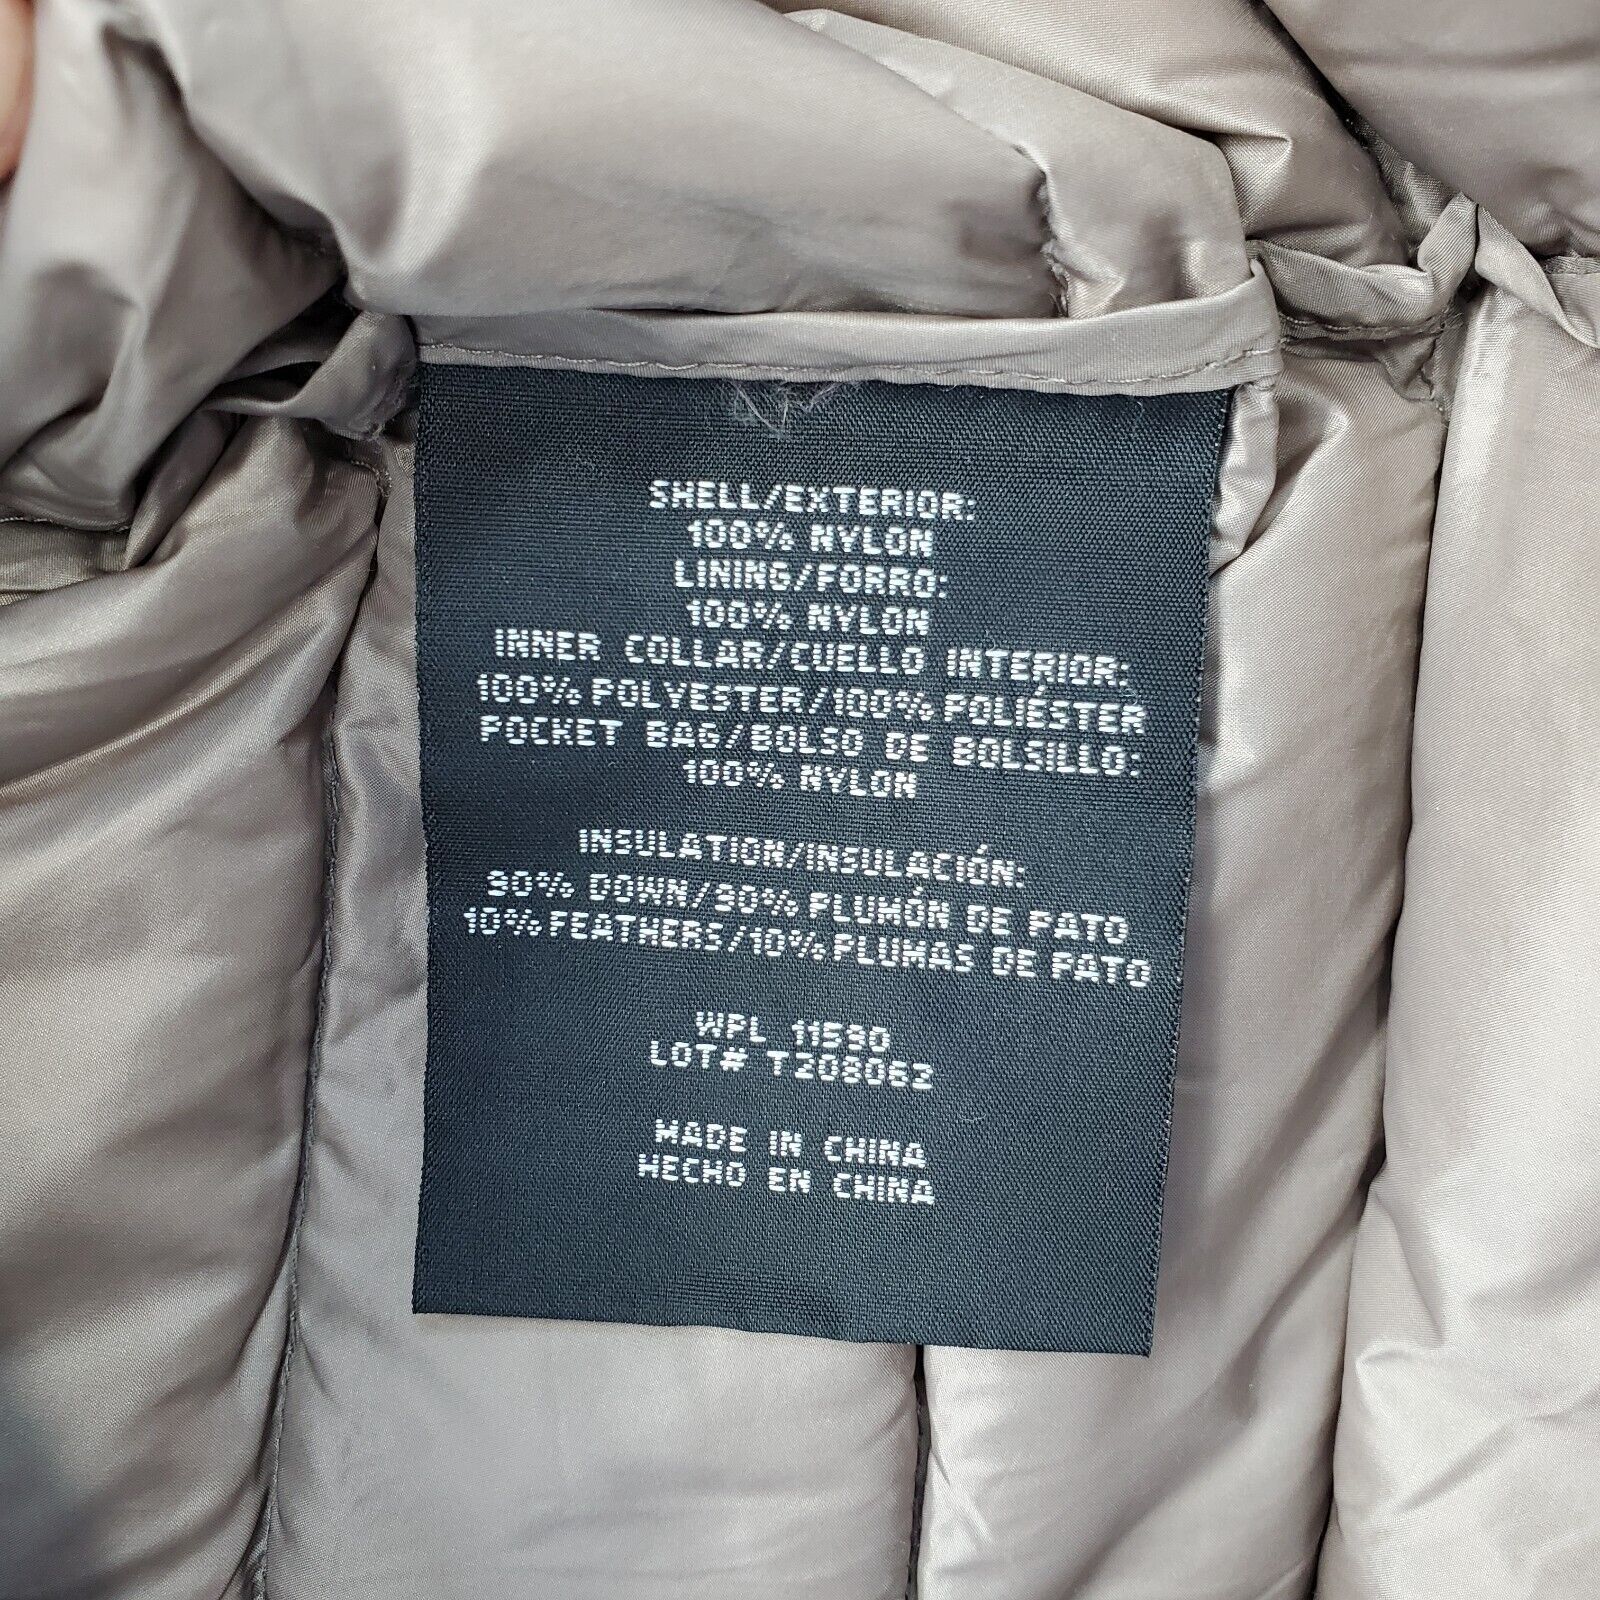 SHELL/EXTERIOR:
100% NYLON
LINING/FORRO:
100% NYLON
INNER COLLAR/CUELLO INTERIOR:
100% POLYESTER/100% POLIÉSTER
POCKET BAG/BOLSO DE BOLSILLO:
100% NYLON
INSULATION/INSULACIÓN:
90% DOWN/90% PLUMÓN DE PATO
10% FEATHERS/10% PLUMAS DE PATO
WPL 11590
LOT# T208062
MADE IN CHINA
HECHO EN CHINA